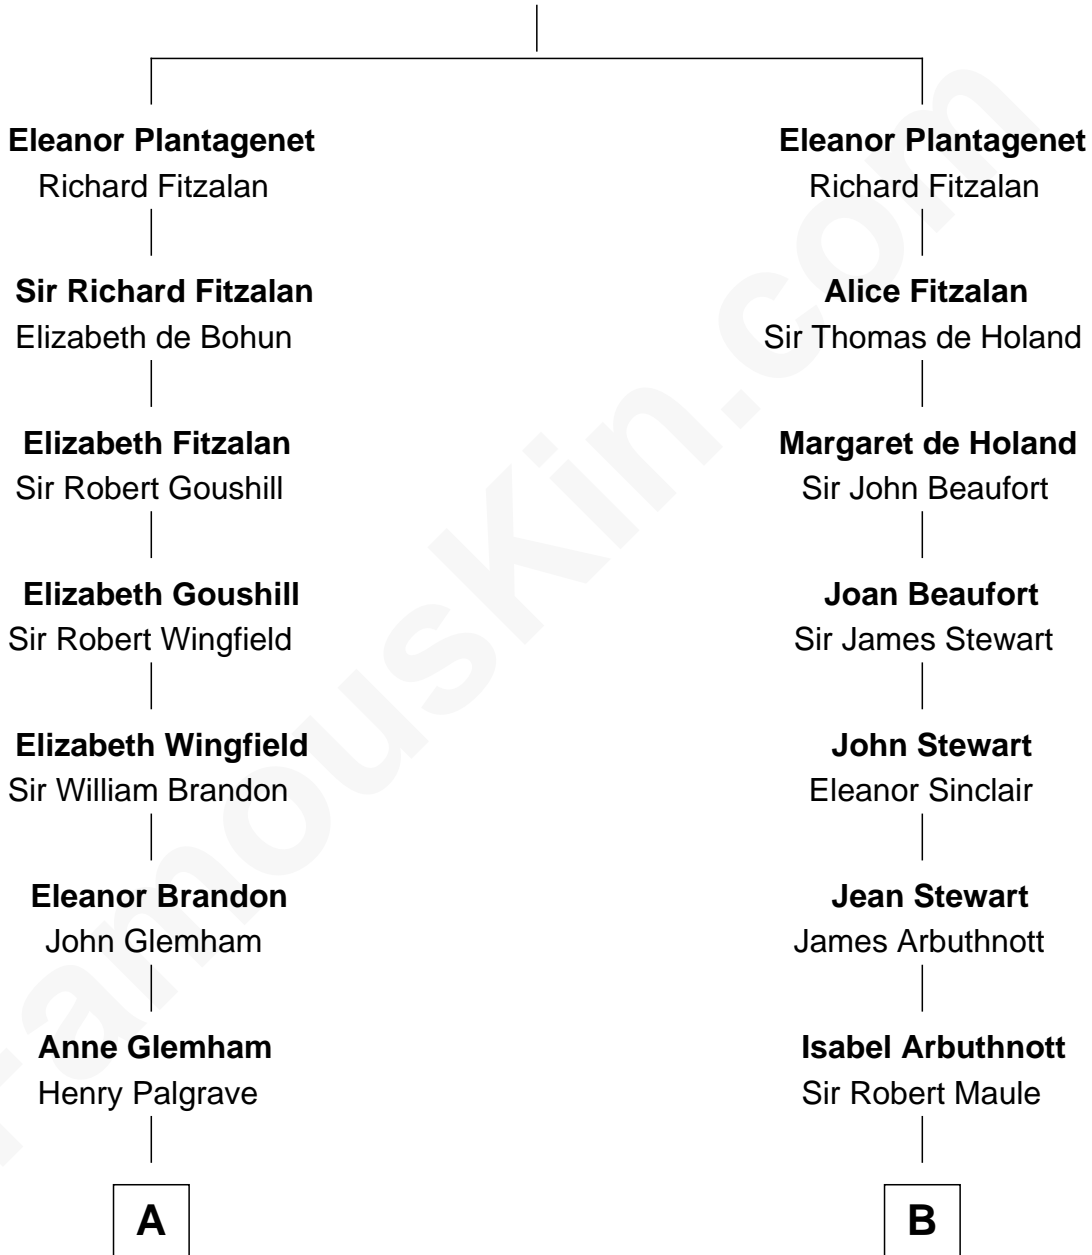 Eleanor Plantagenet
Richard Fitzalan
Sir Richard Fitzalan
Elizabeth de Bohun
Elizabeth Fitzalan
Sir Robert Goushill
Elizabeth Goushill
Sir Robert Wingfield
Elizabeth Wingfield
Sir William Brandon
Eleanor Brandon
John Glemham
Anne Glemham
Henry Palgrave
A
Eleanor Plantagenet
Richard Fitzalan
Alice Fitzalan
Sir Thomas de Holand
Margaret de Holand
Sir John Beaufort
Joan Beaufort
Sir James Stewart
John Stewart
Eleanor Sinclair
Jean Stewart
James Arbuthnott
Isabel Arbuthnott
Sir Robert Maule
B
FamousKin.com